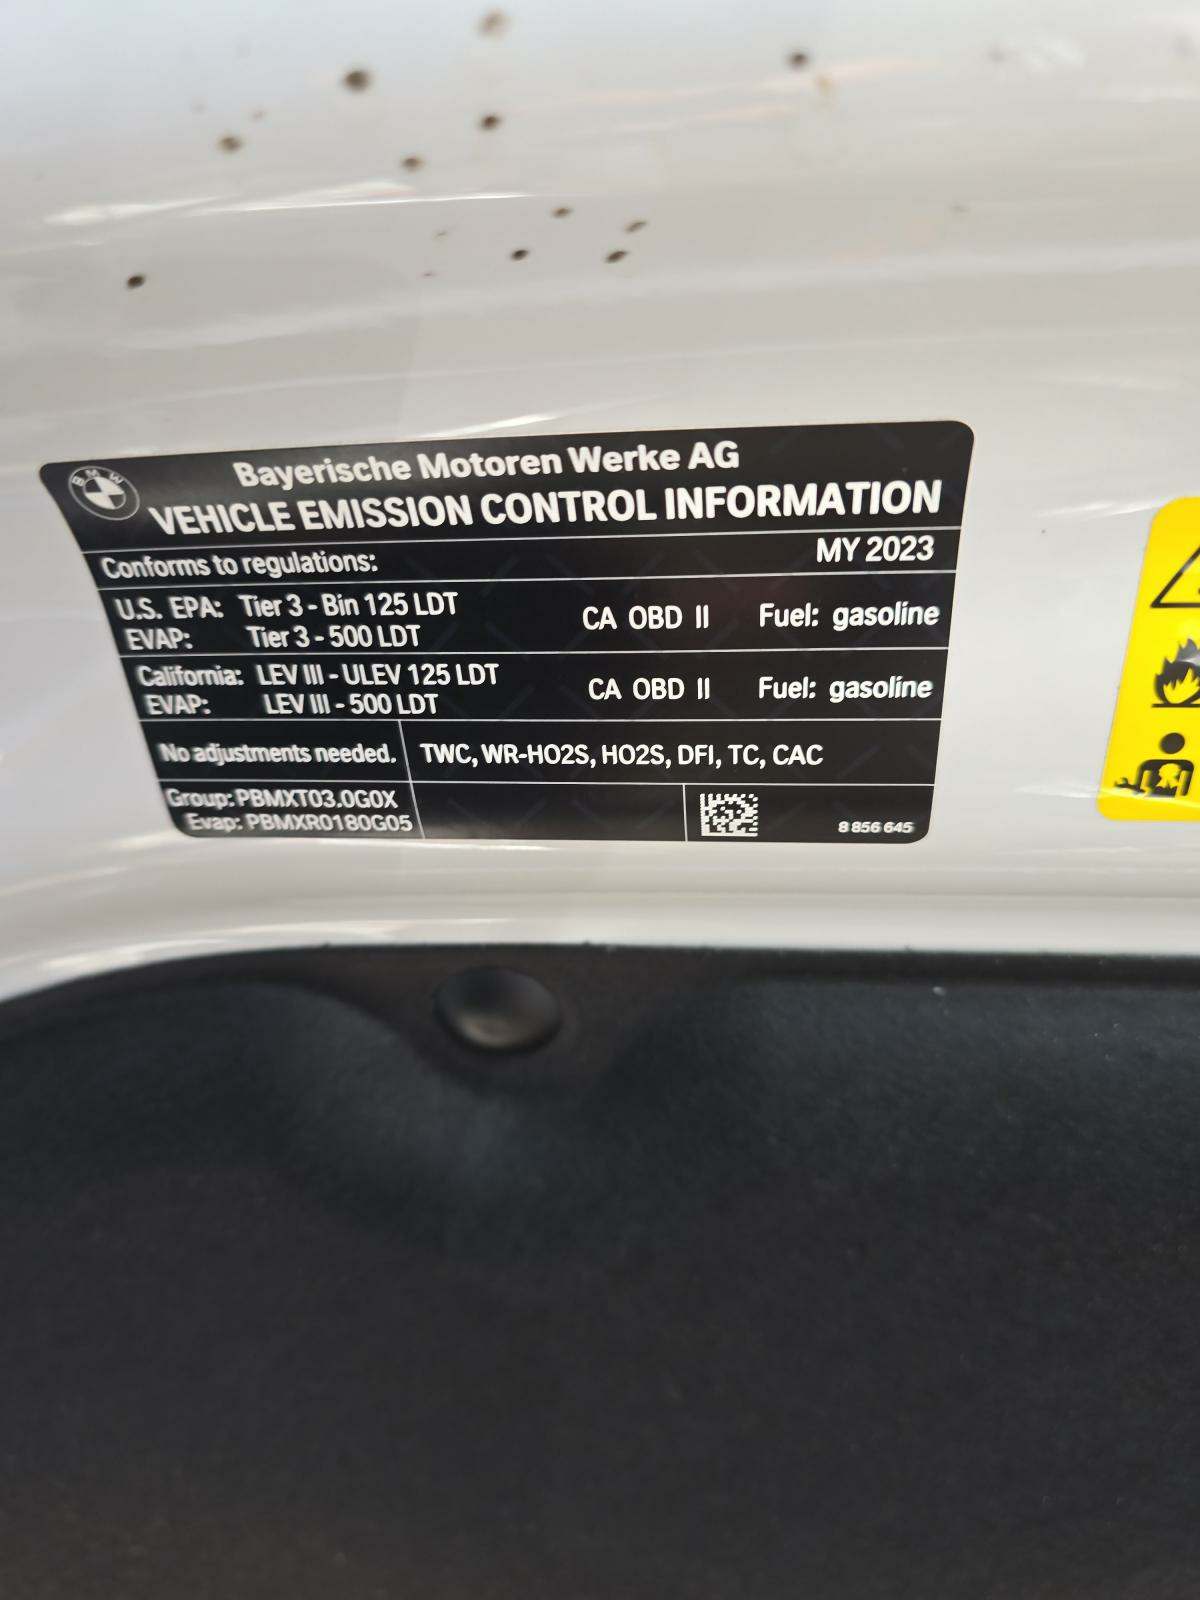 BMW
Bayerische Motoren Werke AG
VEHICLE EMISSION CONTROL INFORMATION
Conforms to regulations: MY 2023
U.S. EPA: Tier 3 - Bin 125 LDT CA OBD II Fuel: gasoline
EVAP: Tier 3 - 500 LDT
California: LEV III - ULEV 125 LDT CA OBD II Fuel: gasoline
EVAP: LEV III - 500 LDT
No adjustments needed. TWC, WR-HO2S, HO2S, DFI, TC, CAC
Group: PBMXT03.0G0X
Evap: PBMXR0180G05
8 856 645